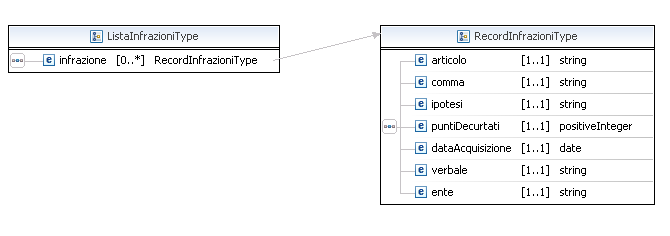 ListaInfrazioniType
e infrazione [0..*] RecordInfrazioniType
RecordInfrazioniType
e articolo [1..1] string
e comma [1..1] string
e ipotesi [1..1] string
e puntiDecurtati [1..1] positiveInteger
e dataAcquisizione [1..1] date
e verbale [1..1] string
e ente [1..1] string